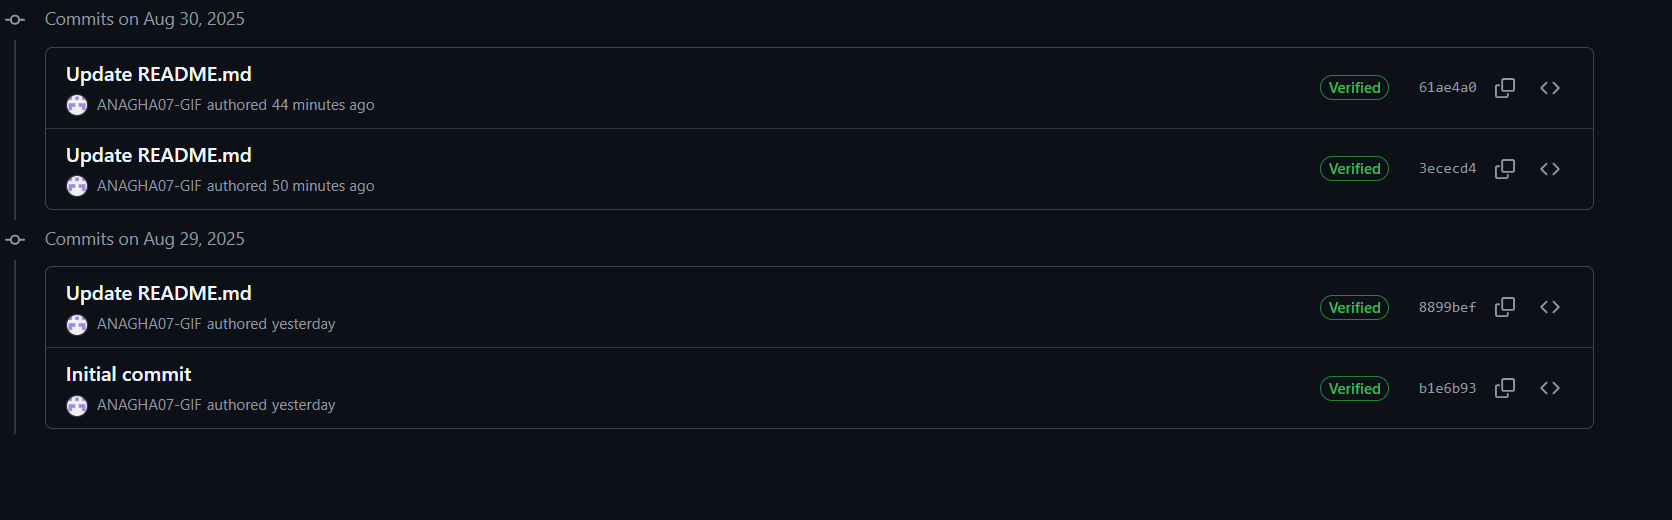 Commits on Aug 30, 2025
Update README.md
ANAGHA07-GIF authored 44 minutes ago
Verified
61ae4a0
Update README.md
ANAGHA07-GIF authored 50 minutes ago
Verified
3ececd4
Commits on Aug 29, 2025
Update README.md
ANAGHA07-GIF authored yesterday
Verified
8899bef
Initial commit
ANAGHA07-GIF authored yesterday
Verified
b1e6b93